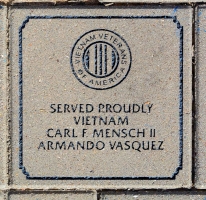 VIETNAM VETERANS
OF AMERICA
SERVED PROUDLY
VIETNAM
CARL F. MENSCH II
ARMANDO VASQUEZ